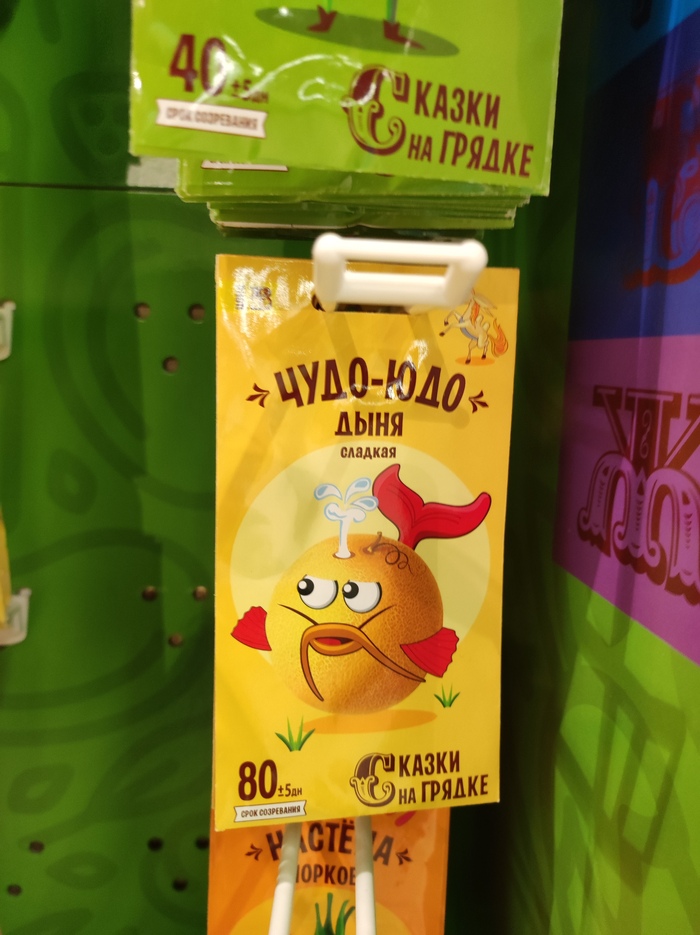 40 ±5дн
СРОК СОЗРЕВАНИЯ
СКАЗКИ
НА ГРЯДКЕ
ЧУДО-ЮДО
ДЫНЯ
сладкая
80 ±5дн
СРОК СОЗРЕВАНИЯ
СКАЗКИ
НА ГРЯДКЕ
Ж